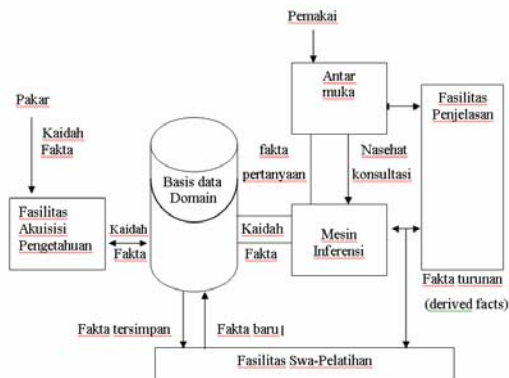 Pemakai
Antar
muka
Fasilitas
Penjelasan
Pakar
Kaidah
Fakta
fakta
pertanyaan
Nasehat
konsultasi
Basis data
Domain
Fasilitas
Akuisisi
Pengetahuan
Kaidah
Fakta
Kaidah
Fakta
Mesin
Inferensi
Fakta turunan
(derived facts)
Fakta tersimpan
Fakta baru
Fasilitas Swa-Pelatihan